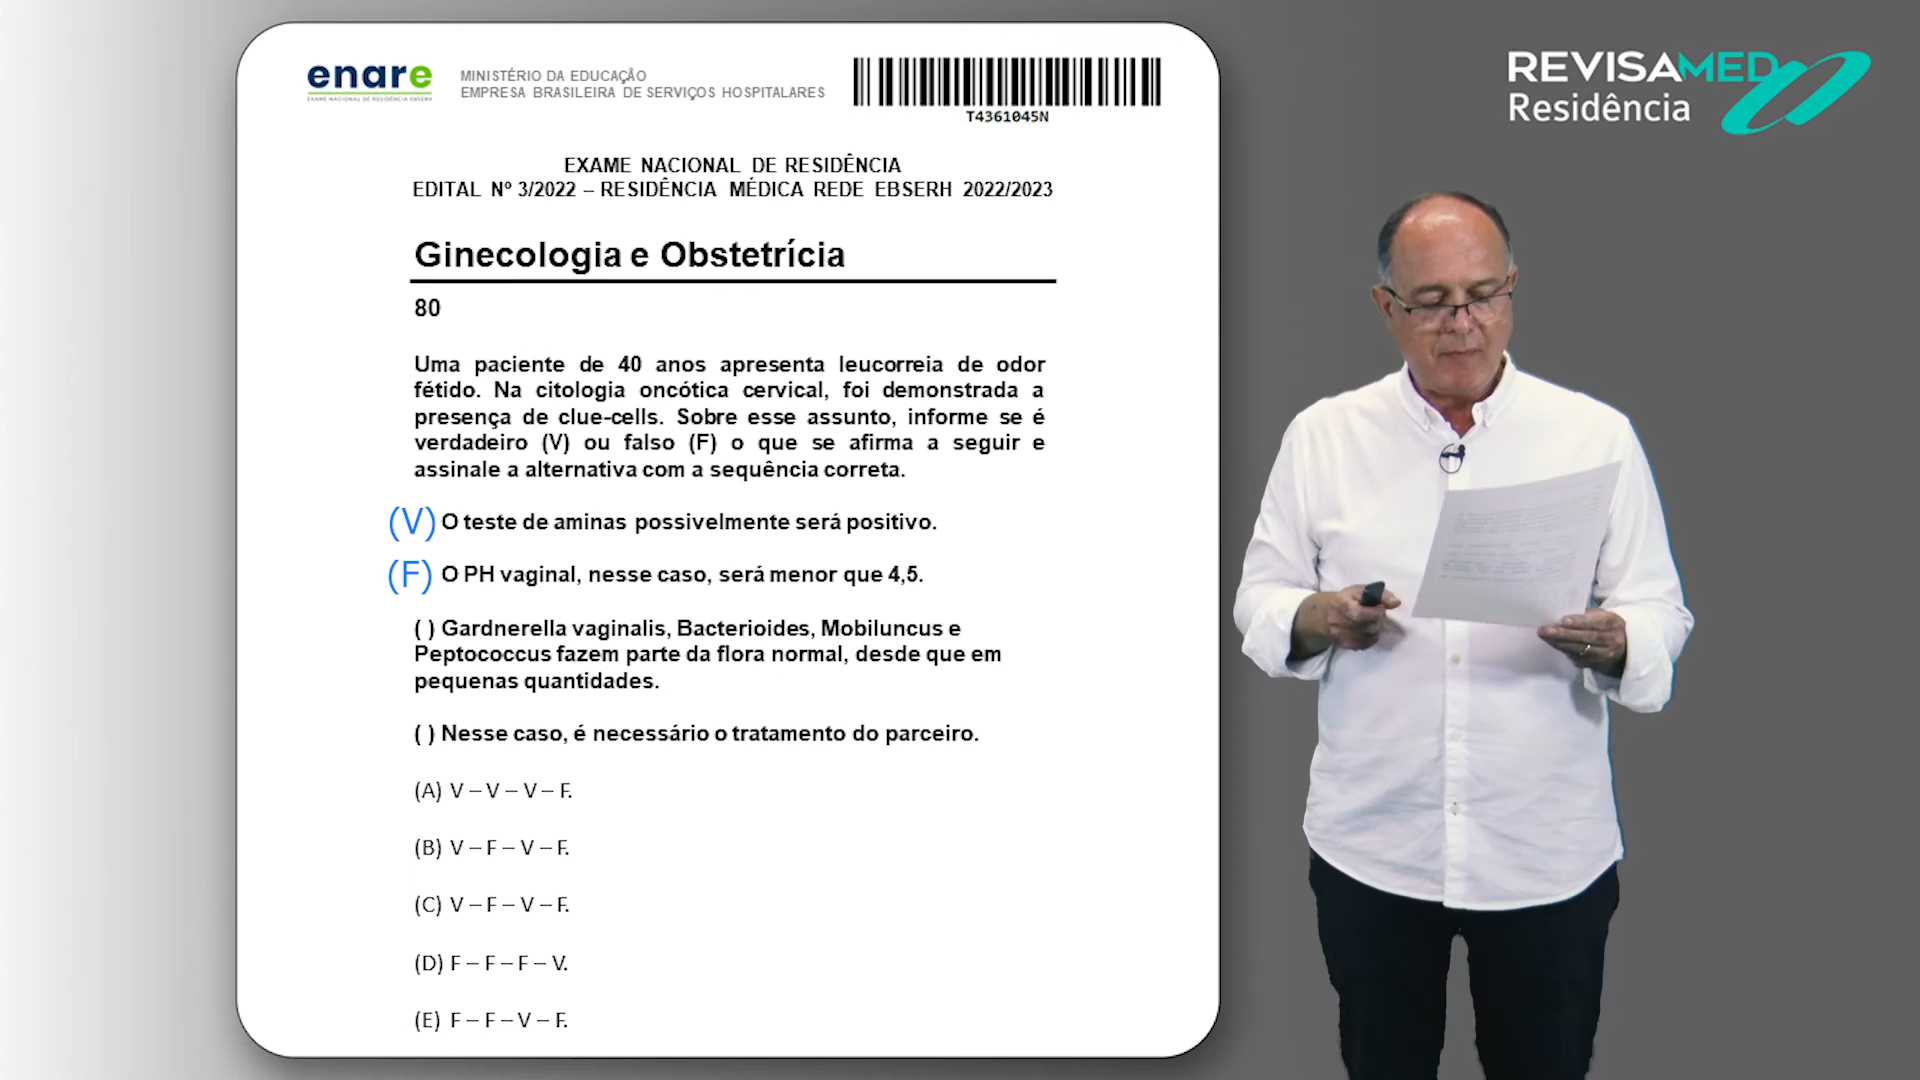 enare
EXAME NACIONAL DE RESIDÊNCIA EBSERH
MINISTÉRIO DA EDUCAÇÃO
EMPRESA BRASILEIRA DE SERVIÇOS HOSPITALARES
T4361045N
REVISAMED
Residência
EXAME NACIONAL DE RESIDÊNCIA
EDITAL Nº 3/2022 – RESIDÊNCIA MÉDICA REDE EBSERH 2022/2023
Ginecologia e Obstetrícia
80
Uma paciente de 40 anos apresenta leucorreia de odor
fétido. Na citologia oncótica cervical, foi demonstrada a
presença de clue-cells. Sobre esse assunto, informe se é
verdadeiro (V) ou falso (F) o que se afirma a seguir e
assinale a alternativa com a sequência correta.
(V) O teste de aminas possivelmente será positivo.
(F) O PH vaginal, nesse caso, será menor que 4,5.
( ) Gardnerella vaginalis, Bacterioides, Mobiluncus e
Peptococcus fazem parte da flora normal, desde que em
pequenas quantidades.
( ) Nesse caso, é necessário o tratamento do parceiro.
(A) V – V – V – F.
(B) V – F – V – F.
(C) V – F – V – F.
(D) F – F – F – V.
(E) F – F – V – F.